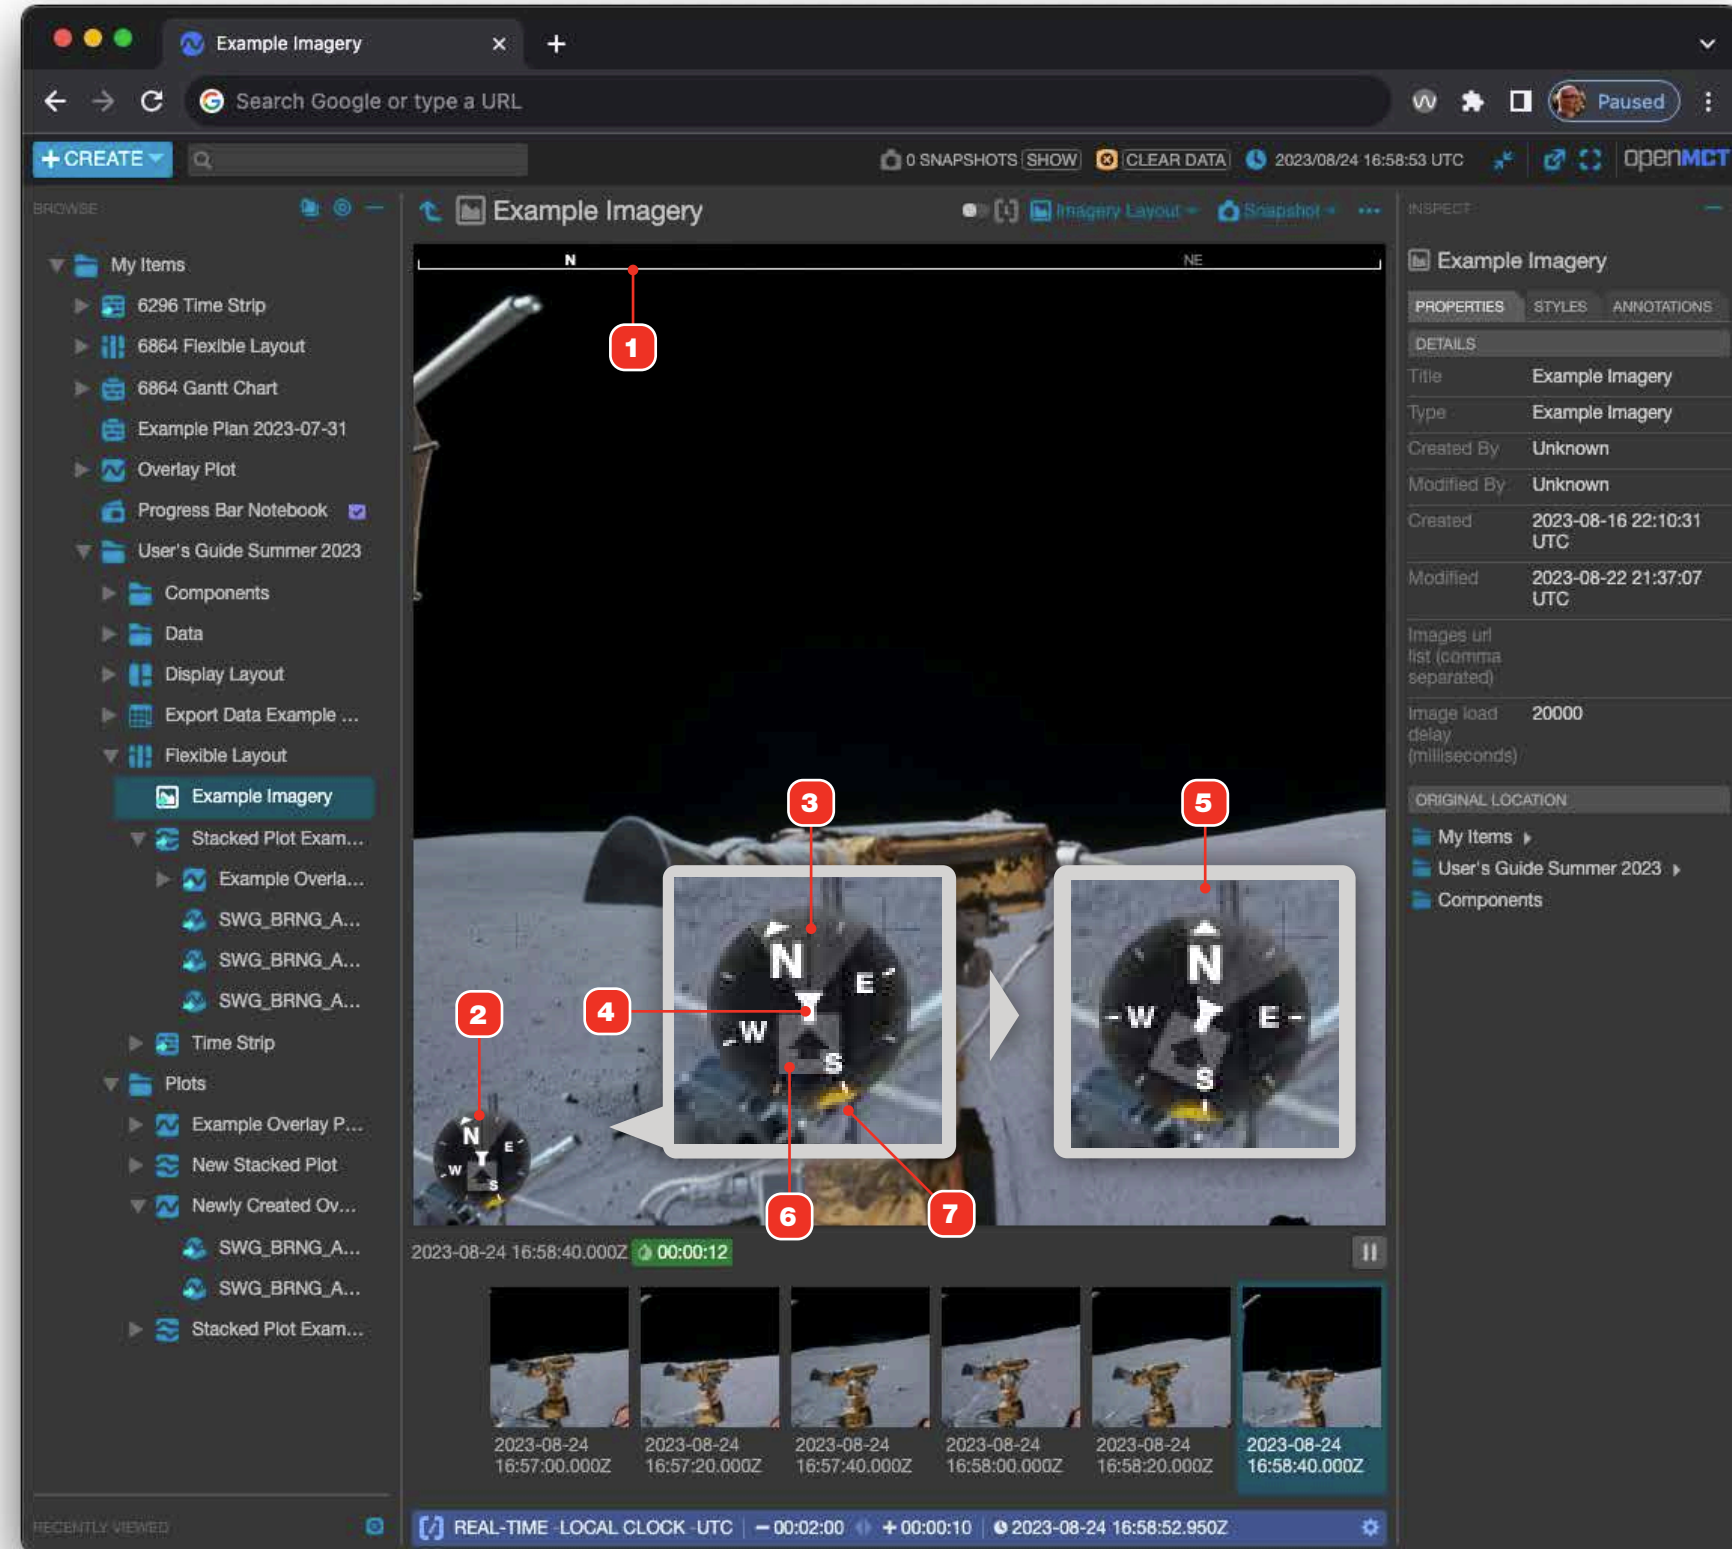 Example Imagery
Search Google or type a URL
Paused
+ CREATE
0 SNAPSHOTS SHOW
CLEAR DATA
2023/08/24 16:58:53 UTC
openMCT
BROWSE
My Items
6296 Time Strip
6864 Flexible Layout
6864 Gantt Chart
Example Plan 2023-07-31
Overlay Plot
Progress Bar Notebook
User's Guide Summer 2023
Components
Data
Display Layout
Export Data Example ...
Flexible Layout
Example Imagery
Stacked Plot Exam...
Example Overla...
SWG_BRNG_A...
SWG_BRNG_A...
SWG_BRNG_A...
Time Strip
Plots
Example Overlay P...
New Stacked Plot
Newly Created Ov...
SWG_BRNG_A...
SWG_BRNG_A...
Stacked Plot Exam...
RECENTLY VIEWED
Example Imagery
Imagery Layout
Snapshot
N
NE
1
2
3
4
5
6
7
N
E
W
S
N
E
W
S
N
W
E
S
2023-08-24 16:58:40.000Z
00:00:12
2023-08-24
16:57:00.000Z
2023-08-24
16:57:20.000Z
2023-08-24
16:57:40.000Z
2023-08-24
16:58:00.000Z
2023-08-24
16:58:20.000Z
2023-08-24
16:58:40.000Z
REAL-TIME LOCAL CLOCK UTC
- 00:02:00
+ 00:00:10
2023-08-24 16:58:52.950Z
INSPECT
Example Imagery
PROPERTIES
STYLES
ANNOTATIONS
DETAILS
Title Example Imagery
Type Example Imagery
Created By Unknown
Modified By Unknown
Created 2023-08-16 22:10:31
UTC
Modified 2023-08-22 21:37:07
UTC
Images url
list (comma
separated)
Image load 20000
delay
(milliseconds)
ORIGINAL LOCATION
My Items
User's Guide Summer 2023
Components